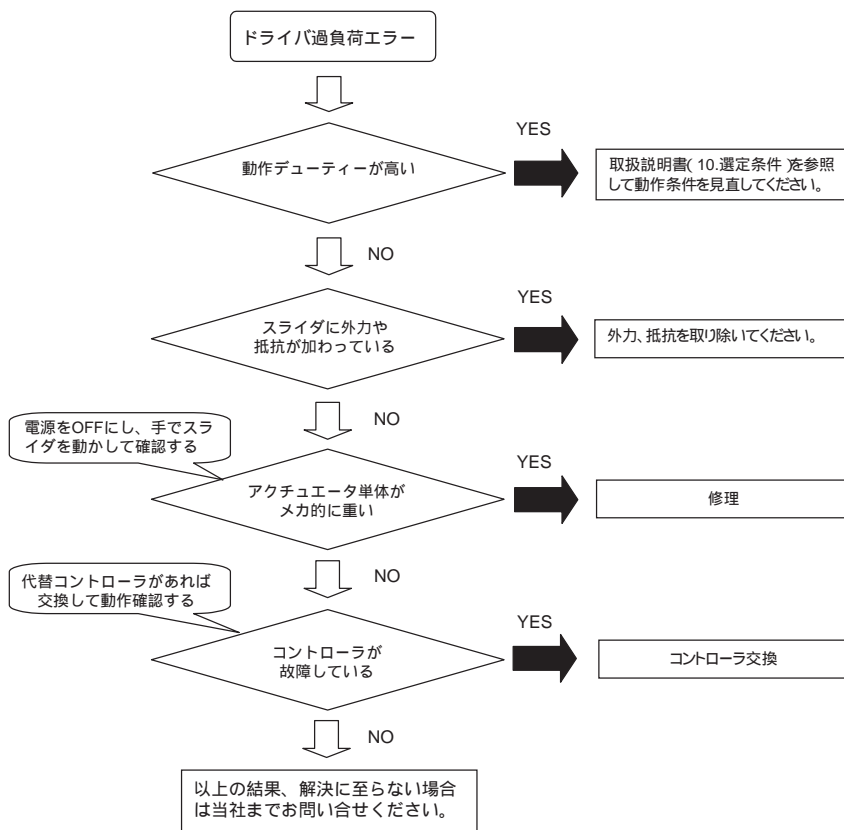 ドライバ過負荷エラー
動作デューティーが高い
YES
取扱説明書(10.選定条件)を参照
して動作条件を見直してください。
NO
スライダに外力や
抵抗が加わっている
YES
外力、抵抗を取り除いてください。
NO
電源をOFFにし、手でスラ
イダを動かして確認する
アクチュエータ単体が
メカ的に重い
YES
修理
NO
代替コントローラがあれば
交換して動作確認する
コントローラが
故障している
YES
コントローラ交換
NO
以上の結果、解決に至らない場合
は当社までお問い合せください。